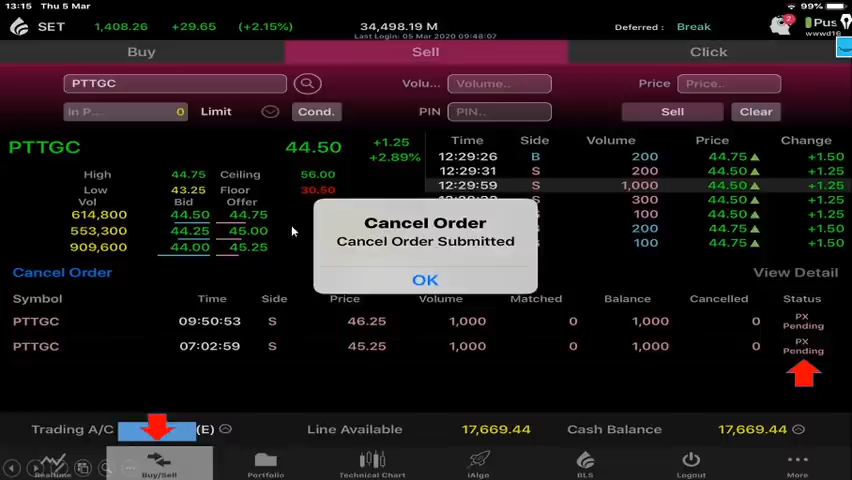 13:15 Thu 5 Mar 99%
SET 1,408.26 +29.65 (+2.15%) 34,498.19 M Deferred : Break 2
Last Login: 05 Mar 2020 09:48:07
Buy Sell Click
PTTGC Volu... Volume.. Price Price..
In P... 0 Limit Cond. PIN PIN.. Sell Clear
PTTGC 44.50 +1.25
+2.89%
High 44.75 Ceiling 56.00
Low 43.25 Floor 30.50
Vol Bid Offer
614,800 44.50 44.75
553,300 44.25 45.00
909,600 44.00 45.25
Time Side Volume Price Change
12:29:26 B 200 44.75 +1.50
12:29:31 S 200 44.50 +1.25
12:29:59 S 1,000 44.50 +1.25
300 44.50 +1.25
100 44.50 +1.25
200 44.75 +1.50
100 44.75 +1.50
Cancel Order
Cancel Order Submitted
OK
Cancel Order View Detail
Symbol Time Side Price Volume Matched Balance Cancelled Status
PTTGC 09:50:53 S 46.25 1,000 0 1,000 0 PX Pending
PTTGC 07:02:59 S 45.25 1,000 0 1,000 0 PX Pending
Trading A/C (E) Line Available 17,669.44 Cash Balance 17,669.44
Realtime Buy/Sell Portfolio Technical Chart iAlgo BLS Logout More